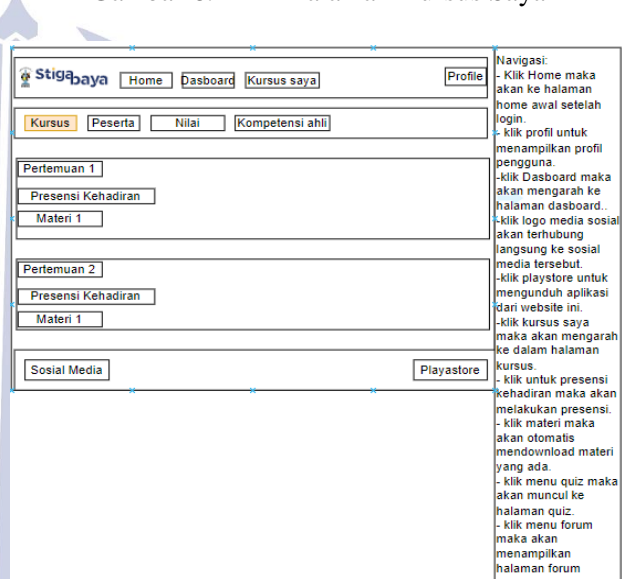 Stigabaya
Home Dasboard Kursus saya Profile
Kursus Peserta Nilai Kompetensi ahli
Pertemuan 1
Presensi Kehadiran
Materi 1
Pertemuan 2
Presensi Kehadiran
Materi 1
Sosial Media Playastore
Navigasi:
- Klik Home maka
akan ke halaman
home awal setelah
login.
- klik profil untuk
menampilkan profil
pengguna.
-klik Dasboard maka
akan mengarah ke
halaman dasboard..
-klik logo media sosial
akan terhubung
langsung ke sosial
media tersebut.
-klik playstore untuk
mengunduh aplikasi
dari website ini.
-klik kursus saya
maka akan mengarah
ke dalam halaman
kursus.
- klik untuk presensi
kehadiran maka akan
melakukan presensi.
- klik materi maka
akan otomatis
mendownload materi
yang ada.
- klik menu quiz maka
akan muncul ke
halaman quiz.
- klik menu forum
maka akan
menampilkan
halaman forum